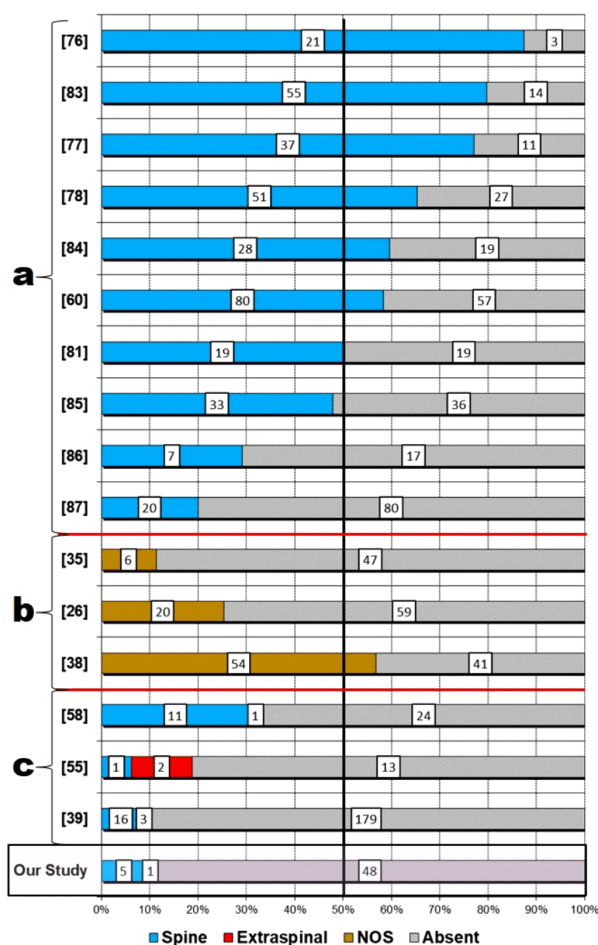 [76] 21 3
[83] 55 14
[77] 37 11
[78] 51 27
[84] 28 19
a
[60] 80 57
[81] 19 19
[85] 33 36
[86] 7 17
[87] 20 80
[35] 6 47
b
[26] 20 59
[38] 54 41
[58] 11 1 24
c
[55] 1 2 13
[39] 16 3 179
Our Study 5 1 48
0% 10% 20% 30% 40% 50% 60% 70% 80% 90% 100%
Spine Extraspinal NOS Absent